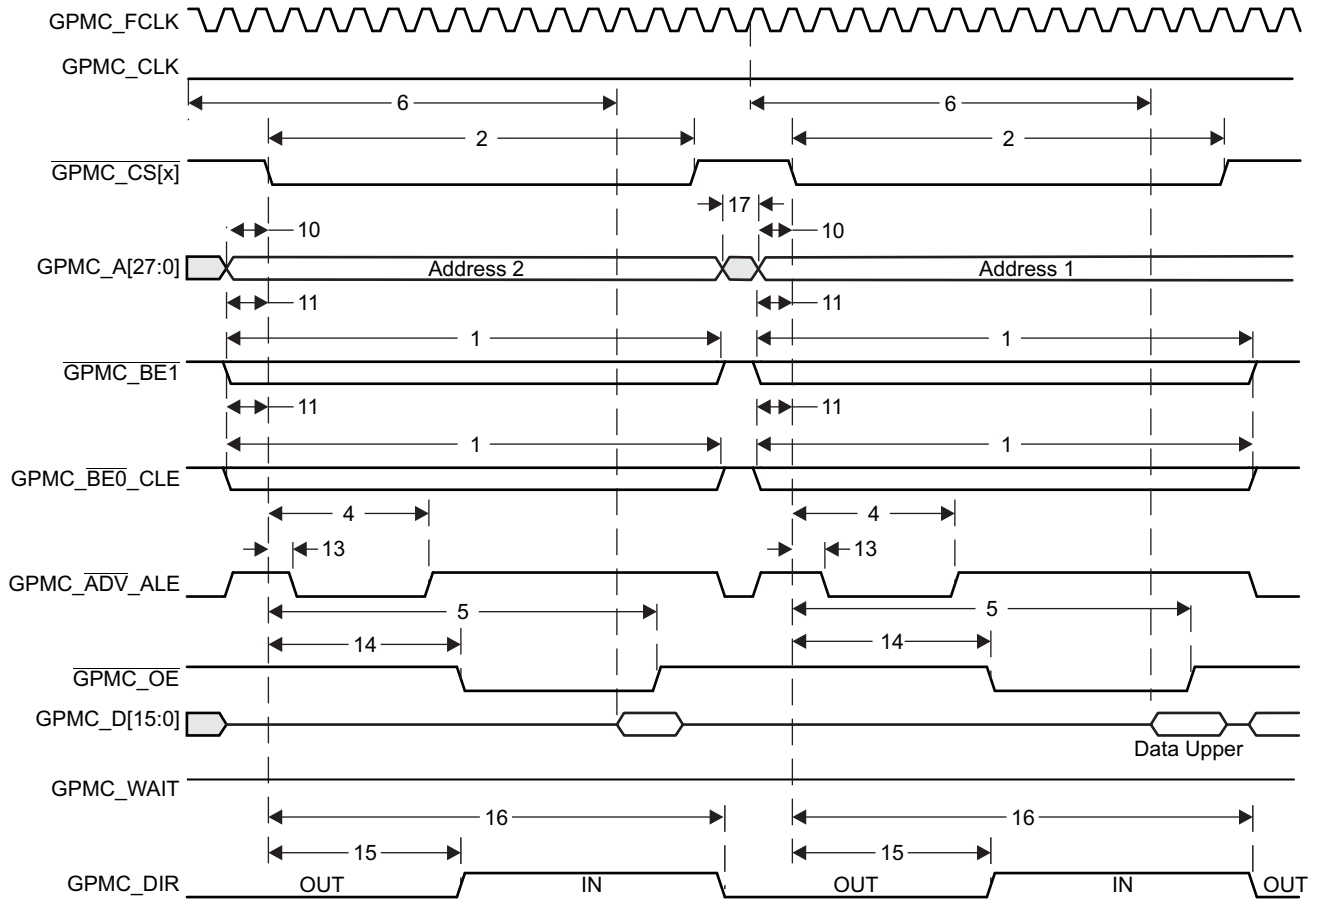 GPMC_FCLK
GPMC_CLK
6 6
2 2
GPMC_CS[x]
17
10 10
GPMC_A[27:0] Address 2 Address 1
11 11
1 1
GPMC_BE1
11 11
1 1
GPMC_BE0_CLE
4 4
13 13
GPMC_ADV_ALE
5 5
14 14
GPMC_OE
GPMC_D[15:0]
Data Upper
GPMC_WAIT
16 16
15 15
GPMC_DIR OUT IN OUT IN OUT